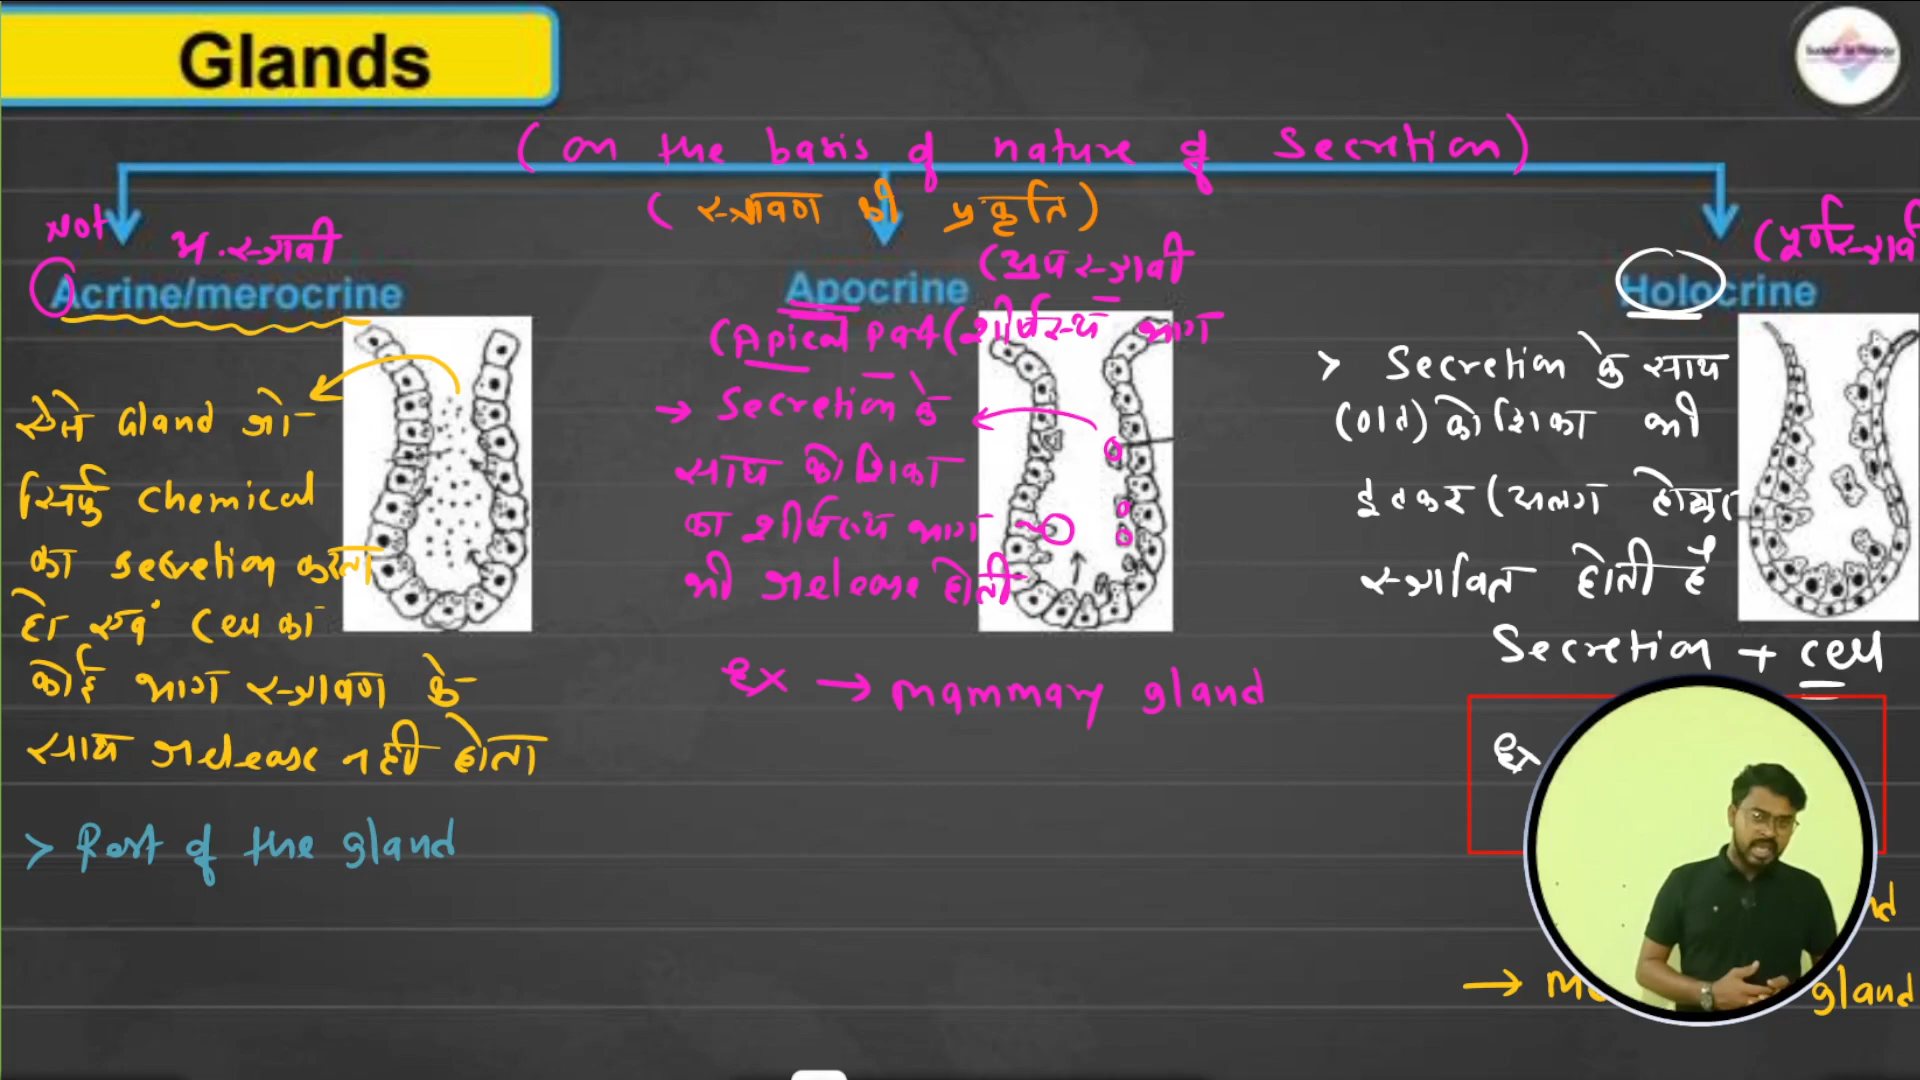 Glands
(on the basis of nature of Secretion)
(स्त्रावण की प्रकृति)
Not
अ.स्त्रावी
Acrine/merocrine
ऐसे Gland जो
सिर्फ chemical
का secretion करता
हो एवं Cell का
कोई भाग स्त्रावण के
साथ release नही होता
> Rest of the gland
(अपस्त्रावी
Apocrine
(Apical Part (शीर्षस्थ भाग
→ Secretion के
साथ कोशिका
का शीर्षस्थ भाग
भी release होती
Ex → mammary gland
(पूर्णस्त्रावी
Holocrine
> Secretion के साथ
कोशिका भी
टुटकर (अलग होकर
स्त्रावित होती है
Secretion + cell
Ex
→ gland